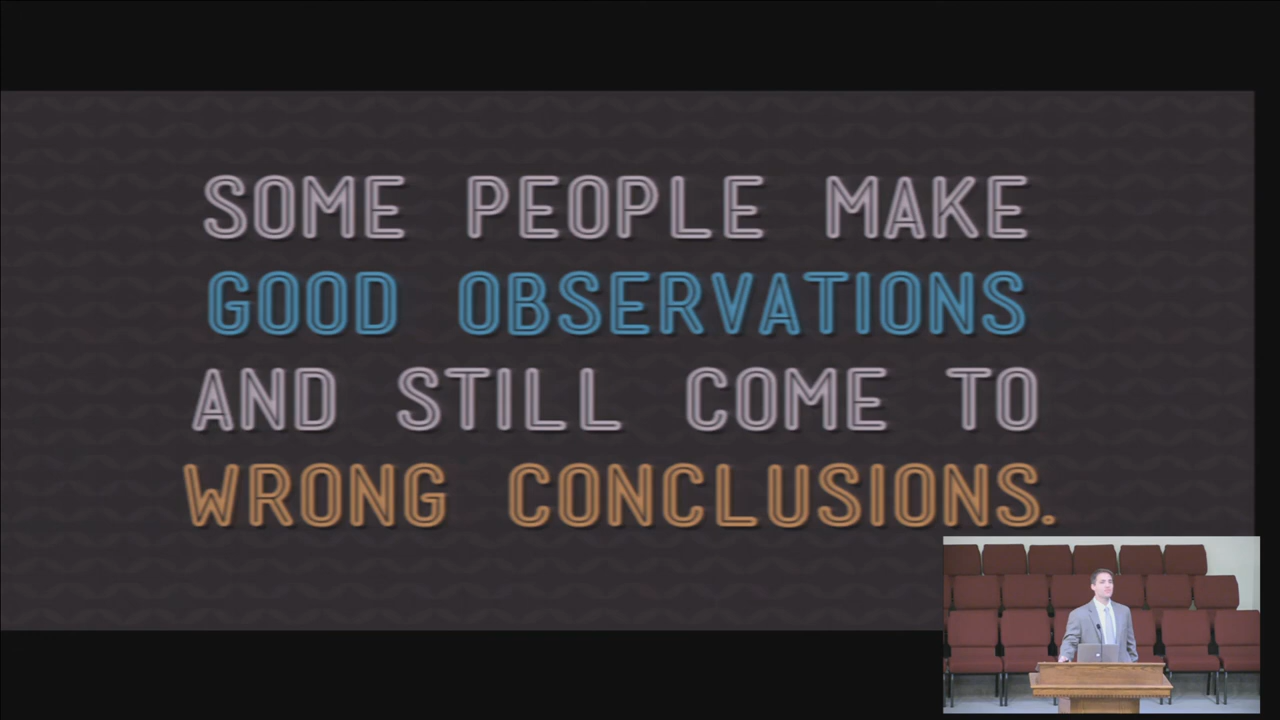 SOME PEOPLE MAKE
GOOD OBSERVATIONS
AND STILL COME TO
WRONG CONCLUSIONS.